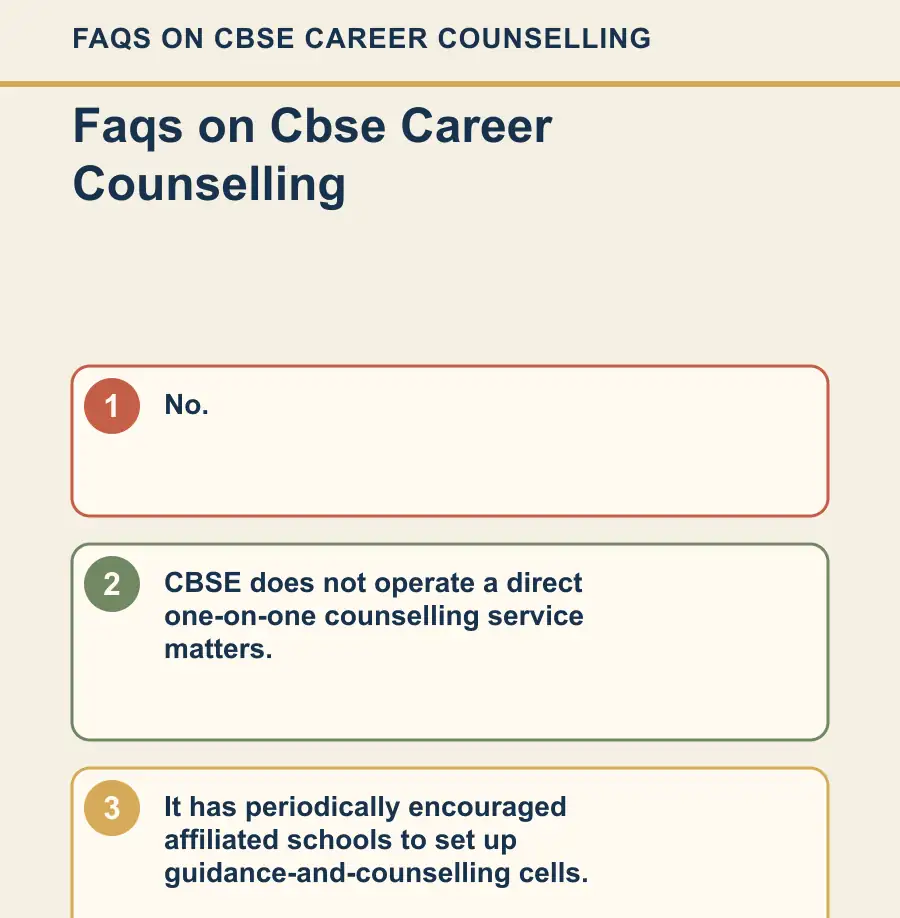 FAQS ON CBSE CAREER COUNSELLING
Faqs on Cbse Career
Counselling
1
No.
2
CBSE does not operate a direct
one-on-one counselling service
matters.
3
It has periodically encouraged
affiliated schools to set up
guidance-and-counselling cells.